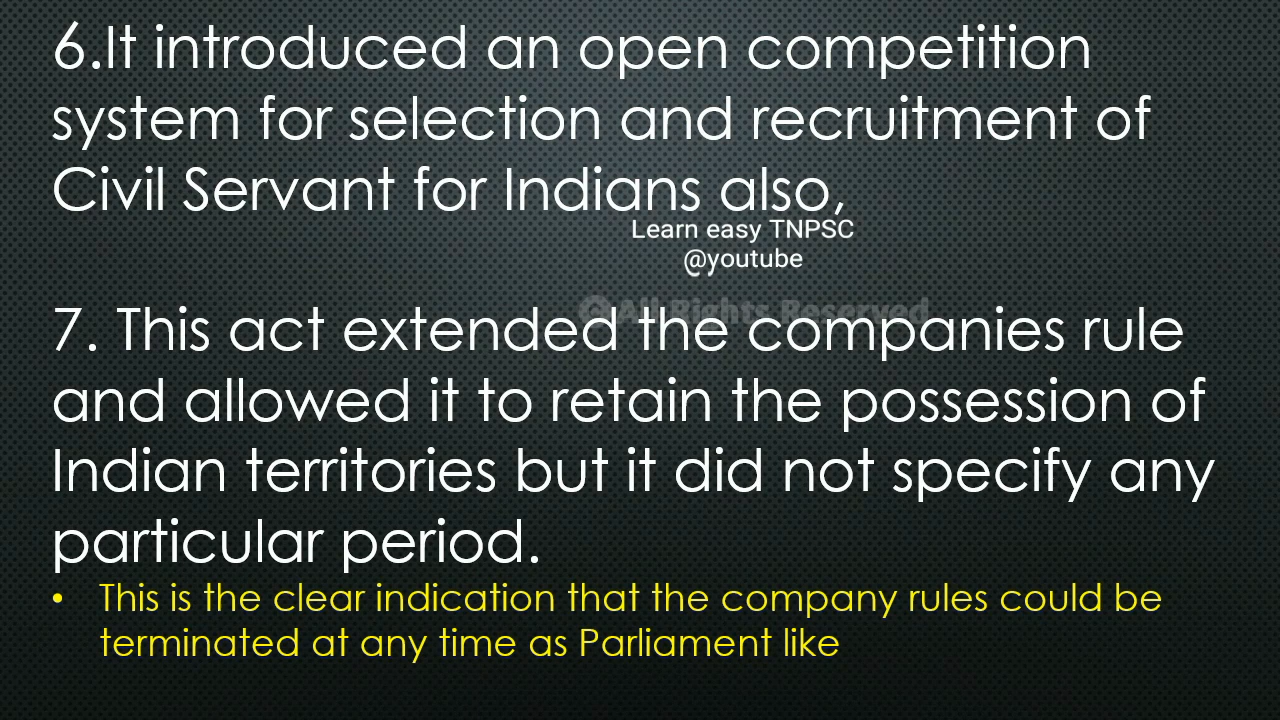 6.It introduced an open competition
system for selection and recruitment of
Civil Servant for Indians also,
Learn easy TNPSC
@youtube
©All Rights Reserved
7. This act extended the companies rule
and allowed it to retain the possession of
Indian territories but it did not specify any
particular period.
• This is the clear indication that the company rules could be
terminated at any time as Parliament like